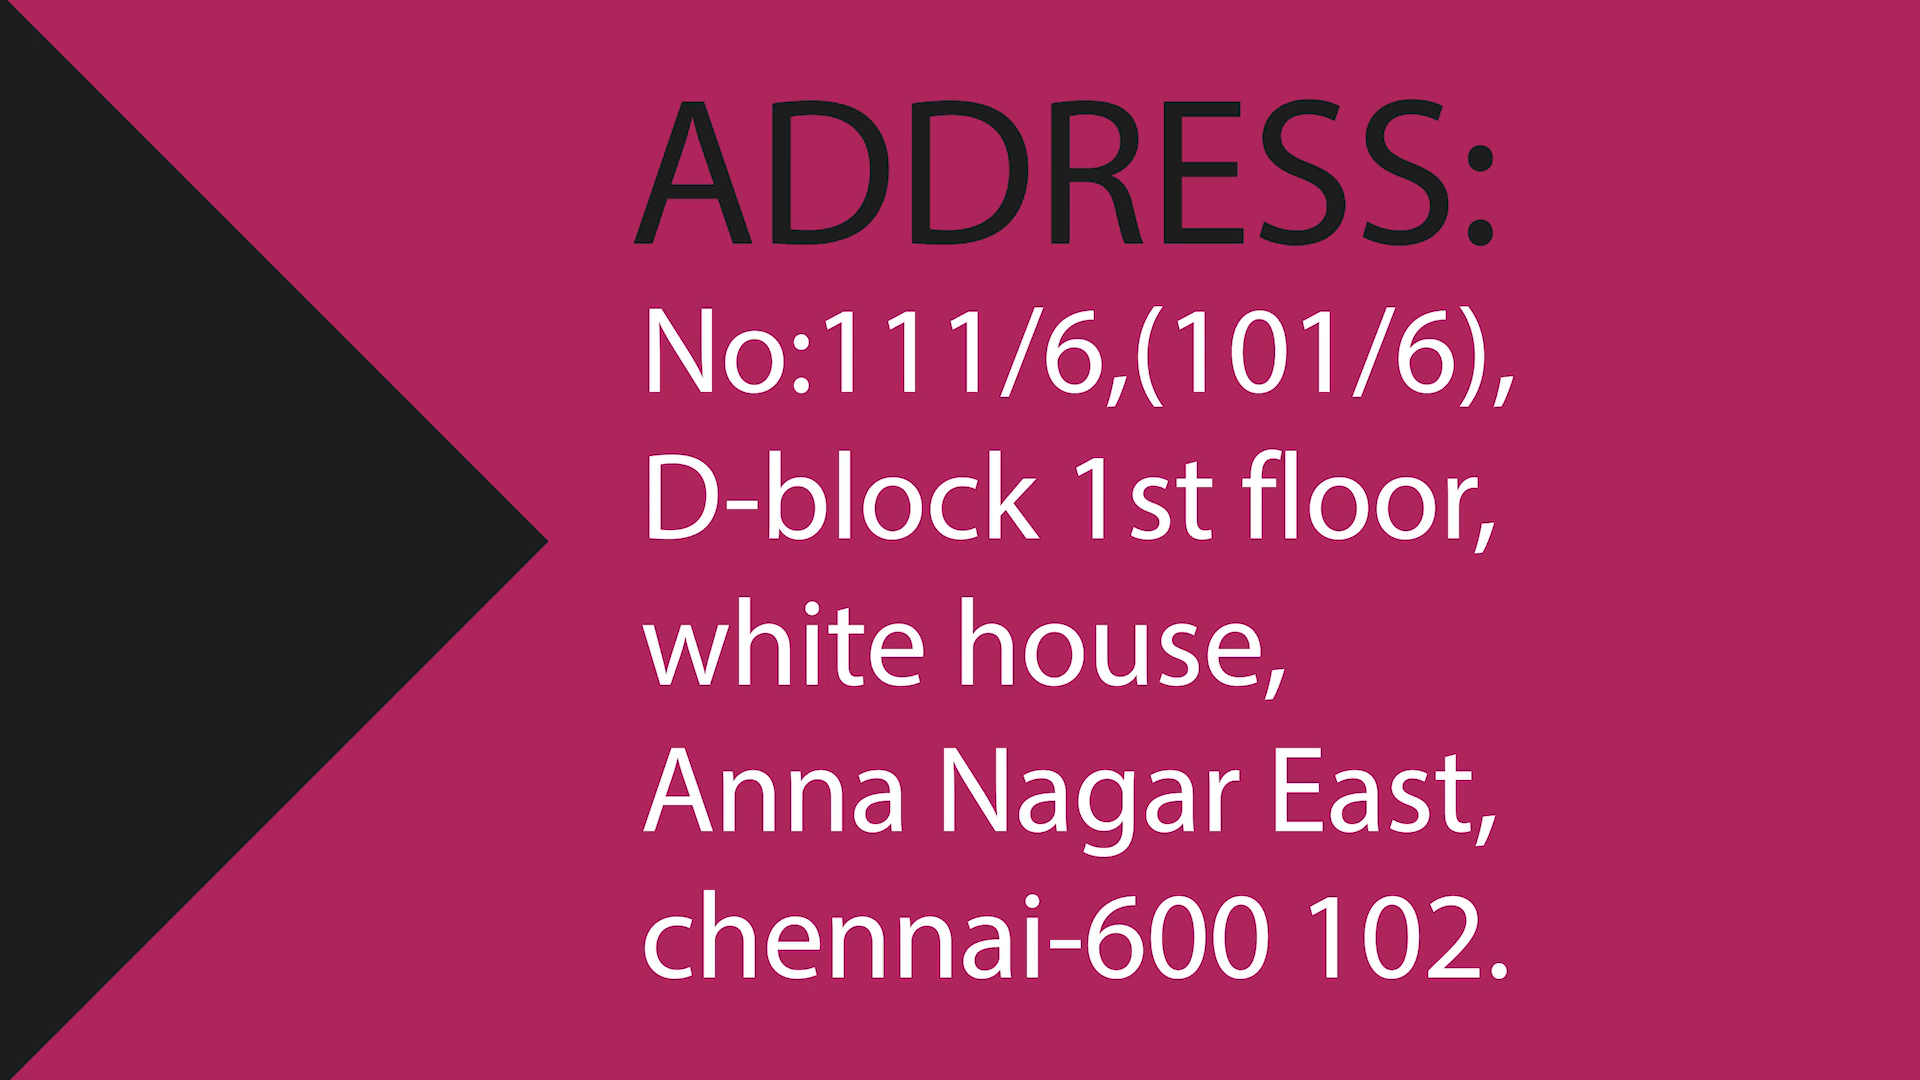 ADDRESS:
No:111/6,(101/6),
D-block 1st floor,
white house,
Anna Nagar East,
chennai-600 102.